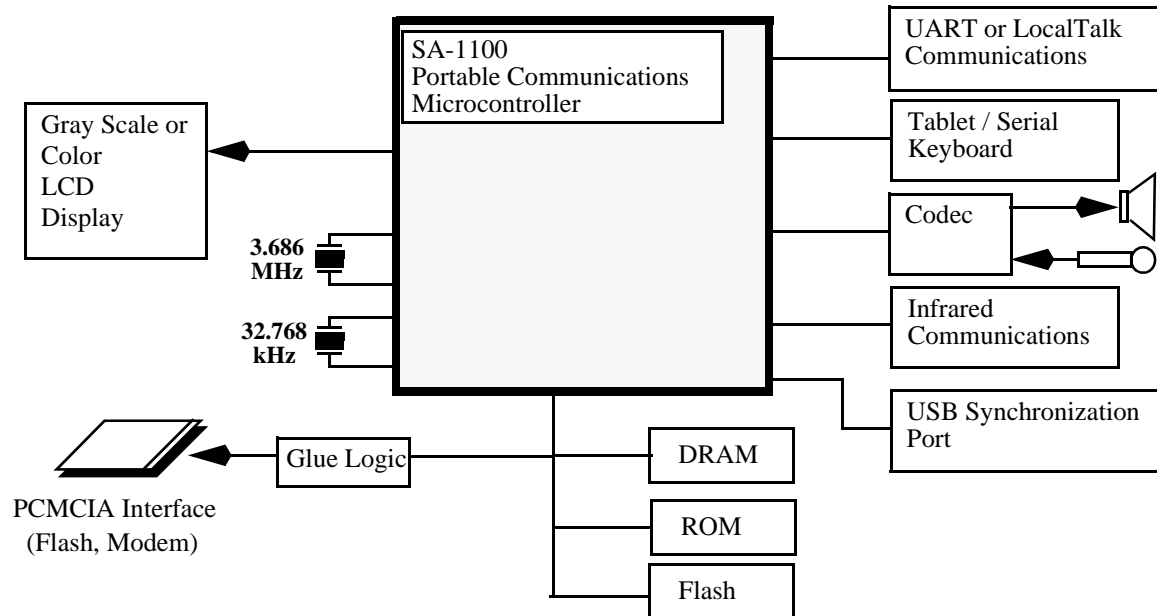 SA-1100
Portable Communications
Microcontroller
UART or LocalTalk
Communications
Gray Scale or
Color
LCD
Display
Tablet / Serial
Keyboard
Codec
3.686
MHz
32.768
kHz
Infrared
Communications
USB Synchronization
Port
Glue Logic
DRAM
PCMCIA Interface
(Flash, Modem)
ROM
Flash